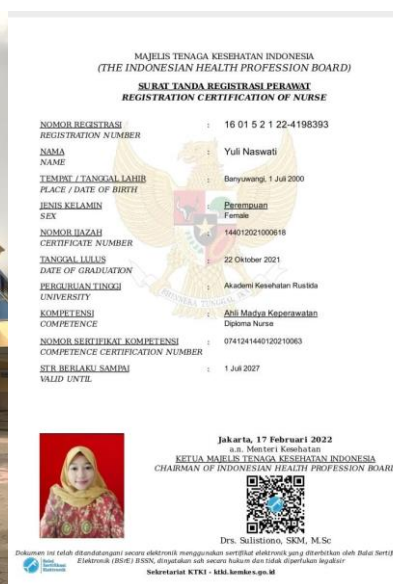 MAJELIS TENAGA KESEHATAN INDONESIA
(THE INDONESIAN HEALTH PROFESSION BOARD)
SURAT TANDA REGISTRASI PERAWAT
REGISTRATION CERTIFICATION OF NURSE
NOMOR REGISTRASI : 16 01 5 2 1 22-4198393
REGISTRATION NUMBER
NAMA : Yuli Naswati
NAME
TEMPAT / TANGGAL LAHIR : Banyuwangi, 1 Juli 2000
PLACE / DATE OF BIRTH
JENIS KELAMIN : Perempuan
SEX Female
NOMOR IJAZAH : 144012021000618
CERTIFICATE NUMBER
TANGGAL LULUS : 22 Oktober 2021
DATE OF GRADUATION
PERGURUAN TINGGI : Akademi Kesehatan Rustida
UNIVERSITY
KOMPETENSI : Ahli Madya Keperawatan
COMPETENCE Diploma Nurse
NOMOR SERTIFIKAT KOMPETENSI : 0741241440120210063
COMPETENCE CERTIFICATION NUMBER
STR BERLAKU SAMPAI : 1 Juli 2027
VALID UNTIL
Jakarta, 17 Februari 2022
a.n. Menteri Kesehatan
KETUA MAJELIS TENAGA KESEHATAN INDONESIA
CHAIRMAN OF INDONESIAN HEALTH PROFESSION BOARD
Drs. Sulistiono, SKM, M.Sc
Dokumen ini telah ditandatangani secara elektronik menggunakan sertifikat elektronik yang diterbitkan oleh Balai Sertif
Elektronik (BSrE) BSSN, dinyatakan sah secara hukum dan tidak diperlukan legalisir
Balai Sertifikasi Elektronik
Sekretariat KTKI - ktki.kemkes.go.id